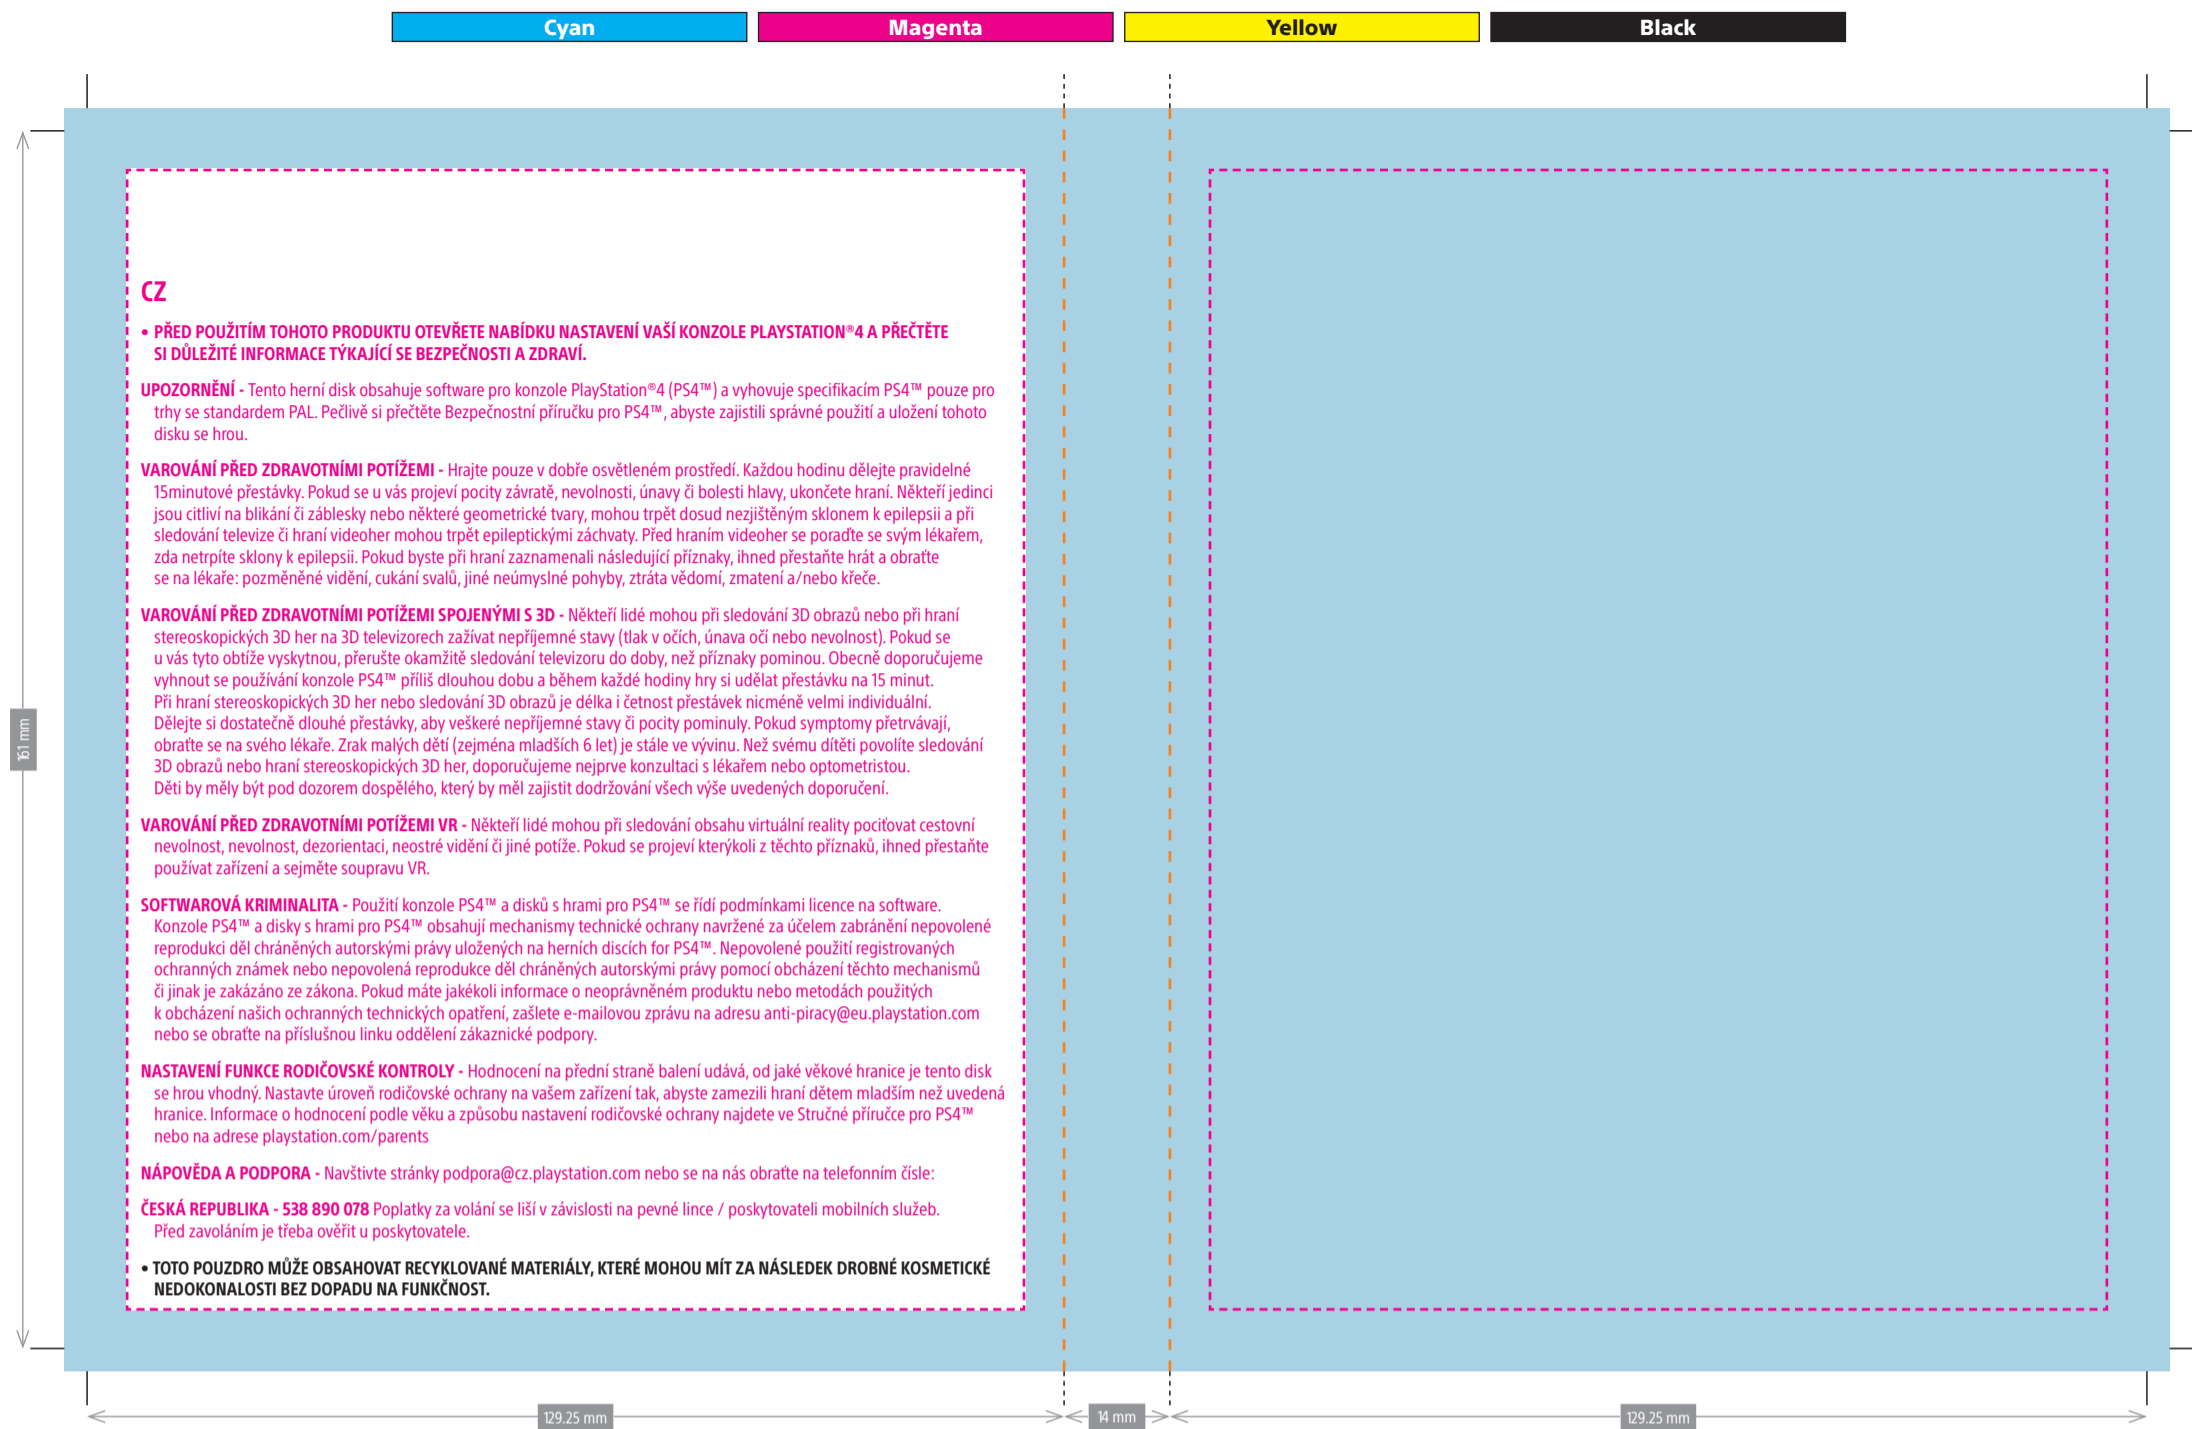 Cyan
Magenta
Yellow
Black
CZ
• PŘED POUŽITÍM TOHOTO PRODUKTU OTEVŘETE NABÍDKU NASTAVENÍ VAŠÍ KONZOLE PLAYSTATION®4 A PŘEČTĚTE
SI DŮLEŽITÉ INFORMACE TÝKAJÍCÍ SE BEZPEČNOSTI A ZDRAVÍ.
UPOZORNĚNÍ - Tento herní disk obsahuje software pro konzole PlayStation®4 (PS4™) a vyhovuje specifikacím PS4™ pouze pro
trhy se standardem PAL. Pečlivě si přečtěte Bezpečnostní příručku pro PS4™, abyste zajistili správné použití a uložení tohoto
disku se hrou.
VAROVÁNÍ PŘED ZDRAVOTNÍMI POTÍŽEMI - Hrajte pouze v dobře osvětleném prostředí. Každou hodinu dělejte pravidelné
15minutové přestávky. Pokud se u vás projeví pocity závratě, nevolnosti, únavy či bolesti hlavy, ukončete hraní. Někteří jedinci
jsou citliví na blikání či záblesky nebo některé geometrické tvary, mohou trpět dosud nezjištěným sklonem k epilepsii a při
sledování televize či hraní videoher mohou trpět epileptickými záchvaty. Před hraním videoher se poraďte se svým lékařem,
zda netrpíte sklony k epilepsii. Pokud byste při hraní zaznamenali následující příznaky, ihned přestaňte hrát a obraťte
se na lékaře: pozměněné vidění, cukání svalů, jiné neúmyslné pohyby, ztráta vědomí, zmatení a/nebo křeče.
VAROVÁNÍ PŘED ZDRAVOTNÍMI POTÍŽEMI SPOJENÝMI S 3D - Někteří lidé mohou při sledování 3D obrazů nebo při hraní
stereoskopických 3D her na 3D televizorech zažívat nepříjemné stavy (tlak v očích, únava očí nebo nevolnost). Pokud se
u vás tyto obtíže vyskytnou, přerušte okamžitě sledování televizoru do doby, než příznaky pominou. Obecně doporučujeme
vyhnout se používání konzole PS4™ příliš dlouhou dobu a během každé hodiny hry si udělat přestávku na 15 minut.
Při hraní stereoskopických 3D her nebo sledování 3D obrazů je délka i četnost přestávek nicméně velmi individuální.
Dělejte si dostatečně dlouhé přestávky, aby veškeré nepříjemné stavy či pocity pominuly. Pokud symptomy přetrvávají,
obraťte se na svého lékaře. Zrak malých dětí (zejména mladších 6 let) je stále ve vývinu. Než svému dítěti povolíte sledování
3D obrazů nebo hraní stereoskopických 3D her, doporučujeme nejprve konzultaci s lékařem nebo optometristou.
Děti by měly být pod dozorem dospělého, který by měl zajistit dodržování všech výše uvedených doporučení.
VAROVÁNÍ PŘED ZDRAVOTNÍMI POTÍŽEMI VR - Někteří lidé mohou při sledování obsahu virtuální reality pociťovat cestovní
nevolnost, nevolnost, dezorientaci, neostré vidění či jiné potíže. Pokud se projeví kterýkoli z těchto příznaků, ihned přestaňte
používat zařízení a sejměte soupravu VR.
SOFTWAROVÁ KRIMINALITA - Použití konzole PS4™ a disků s hrami pro PS4™ se řídí podmínkami licence na software.
Konzole PS4™ a disky s hrami pro PS4™ obsahují mechanismy technické ochrany navržené za účelem zabránění nepovolené
reprodukci děl chráněných autorskými právy uložených na herních discích for PS4™. Nepovolené použití registrovaných
ochranných známek nebo nepovolená reprodukce děl chráněných autorskými právy pomocí obcházení těchto mechanismů
či jinak je zakázáno ze zákona. Pokud máte jakékoli informace o neoprávněném produktu nebo metodách použitých
k obcházení našich ochranných technických opatření, zašlete e-mailovou zprávu na adresu anti-piracy@eu.playstation.com
nebo se obraťte na příslušnou linku oddělení zákaznické podpory.
NASTAVENÍ FUNKCE RODIČOVSKÉ KONTROLY - Hodnocení na přední straně balení udává, od jaké věkové hranice je tento disk
se hrou vhodný. Nastavte úroveň rodičovské ochrany na vašem zařízení tak, abyste zamezili hraní dětem mladším než uvedená
hranice. Informace o hodnocení podle věku a způsobu nastavení rodičovské ochrany najdete ve Stručné příručce pro PS4™
nebo na adrese playstation.com/parents
NÁPOVĚDA A PODPORA - Navštivte stránky podpora@cz.playstation.com nebo se na nás obraťte na telefonním čísle:
ČESKÁ REPUBLIKA - 538 890 078 Poplatky za volání se liší v závislosti na pevné lince / poskytovateli mobilních služeb.
Před zavoláním je třeba ověřit u poskytovatele.
• TOTO POUZDRO MŮŽE OBSAHOVAT RECYKLOVANÉ MATERIÁLY, KTERÉ MOHOU MÍT ZA NÁSLEDEK DROBNÉ KOSMETICKÉ
NEDOKONALOSTI BEZ DOPADU NA FUNKČNOST.
161 mm
129.25 mm
14 mm
129.25 mm